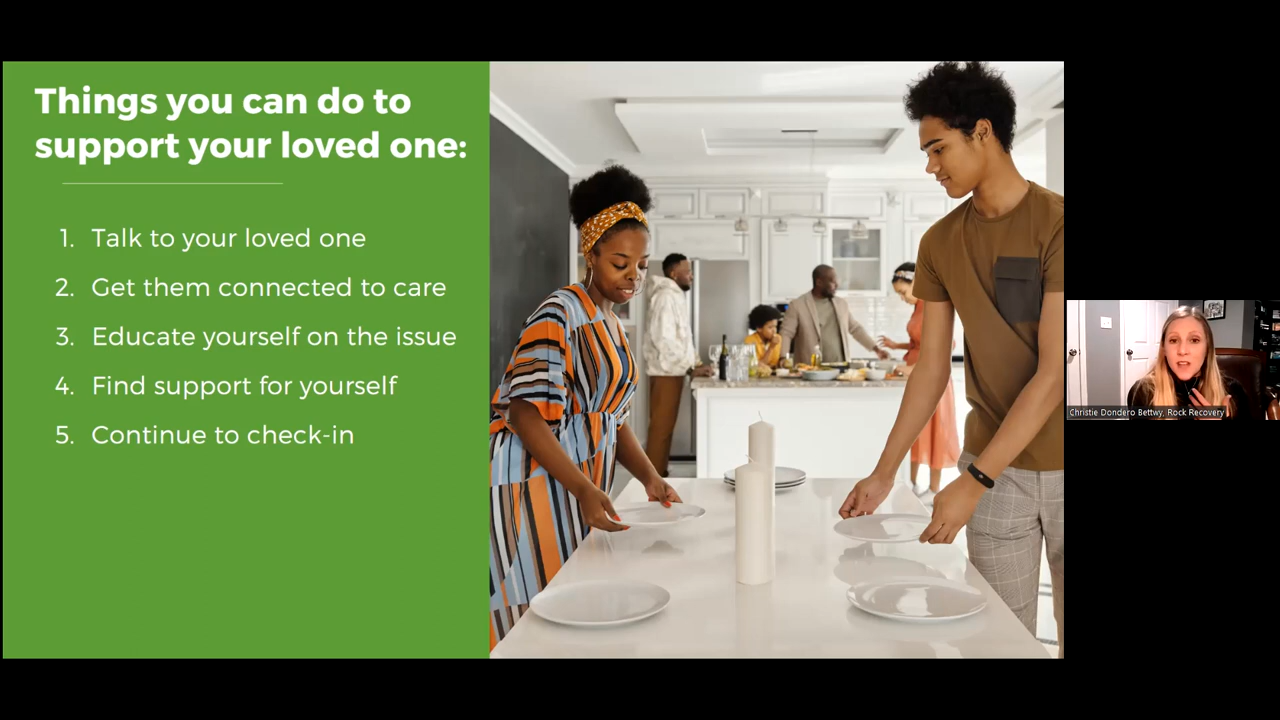 Things you can do to
support your loved one:
1. Talk to your loved one
2. Get them connected to care
3. Educate yourself on the issue
4. Find support for yourself
5. Continue to check-in
Christie Dondero Bettwy, Rock Recovery